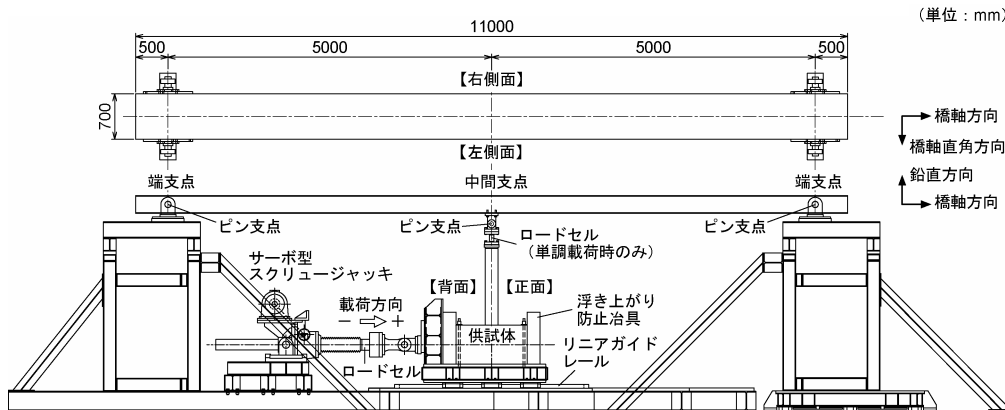 （単位：mm）
11000
500
5000
5000
500
【右側面】
700
【左側面】
橋軸方向
橋軸直角方向
端支点
中間支点
端支点
鉛直方向
橋軸方向
ピン支点
ピン支点
ピン支点
ロードセル
（単調載荷時のみ）
サーボ型
スクリュージャッキ
載荷方向
− +
【背面】
【正面】
浮き上がり
防止冶具
供試体
リニアガイド
レール
ロードセル